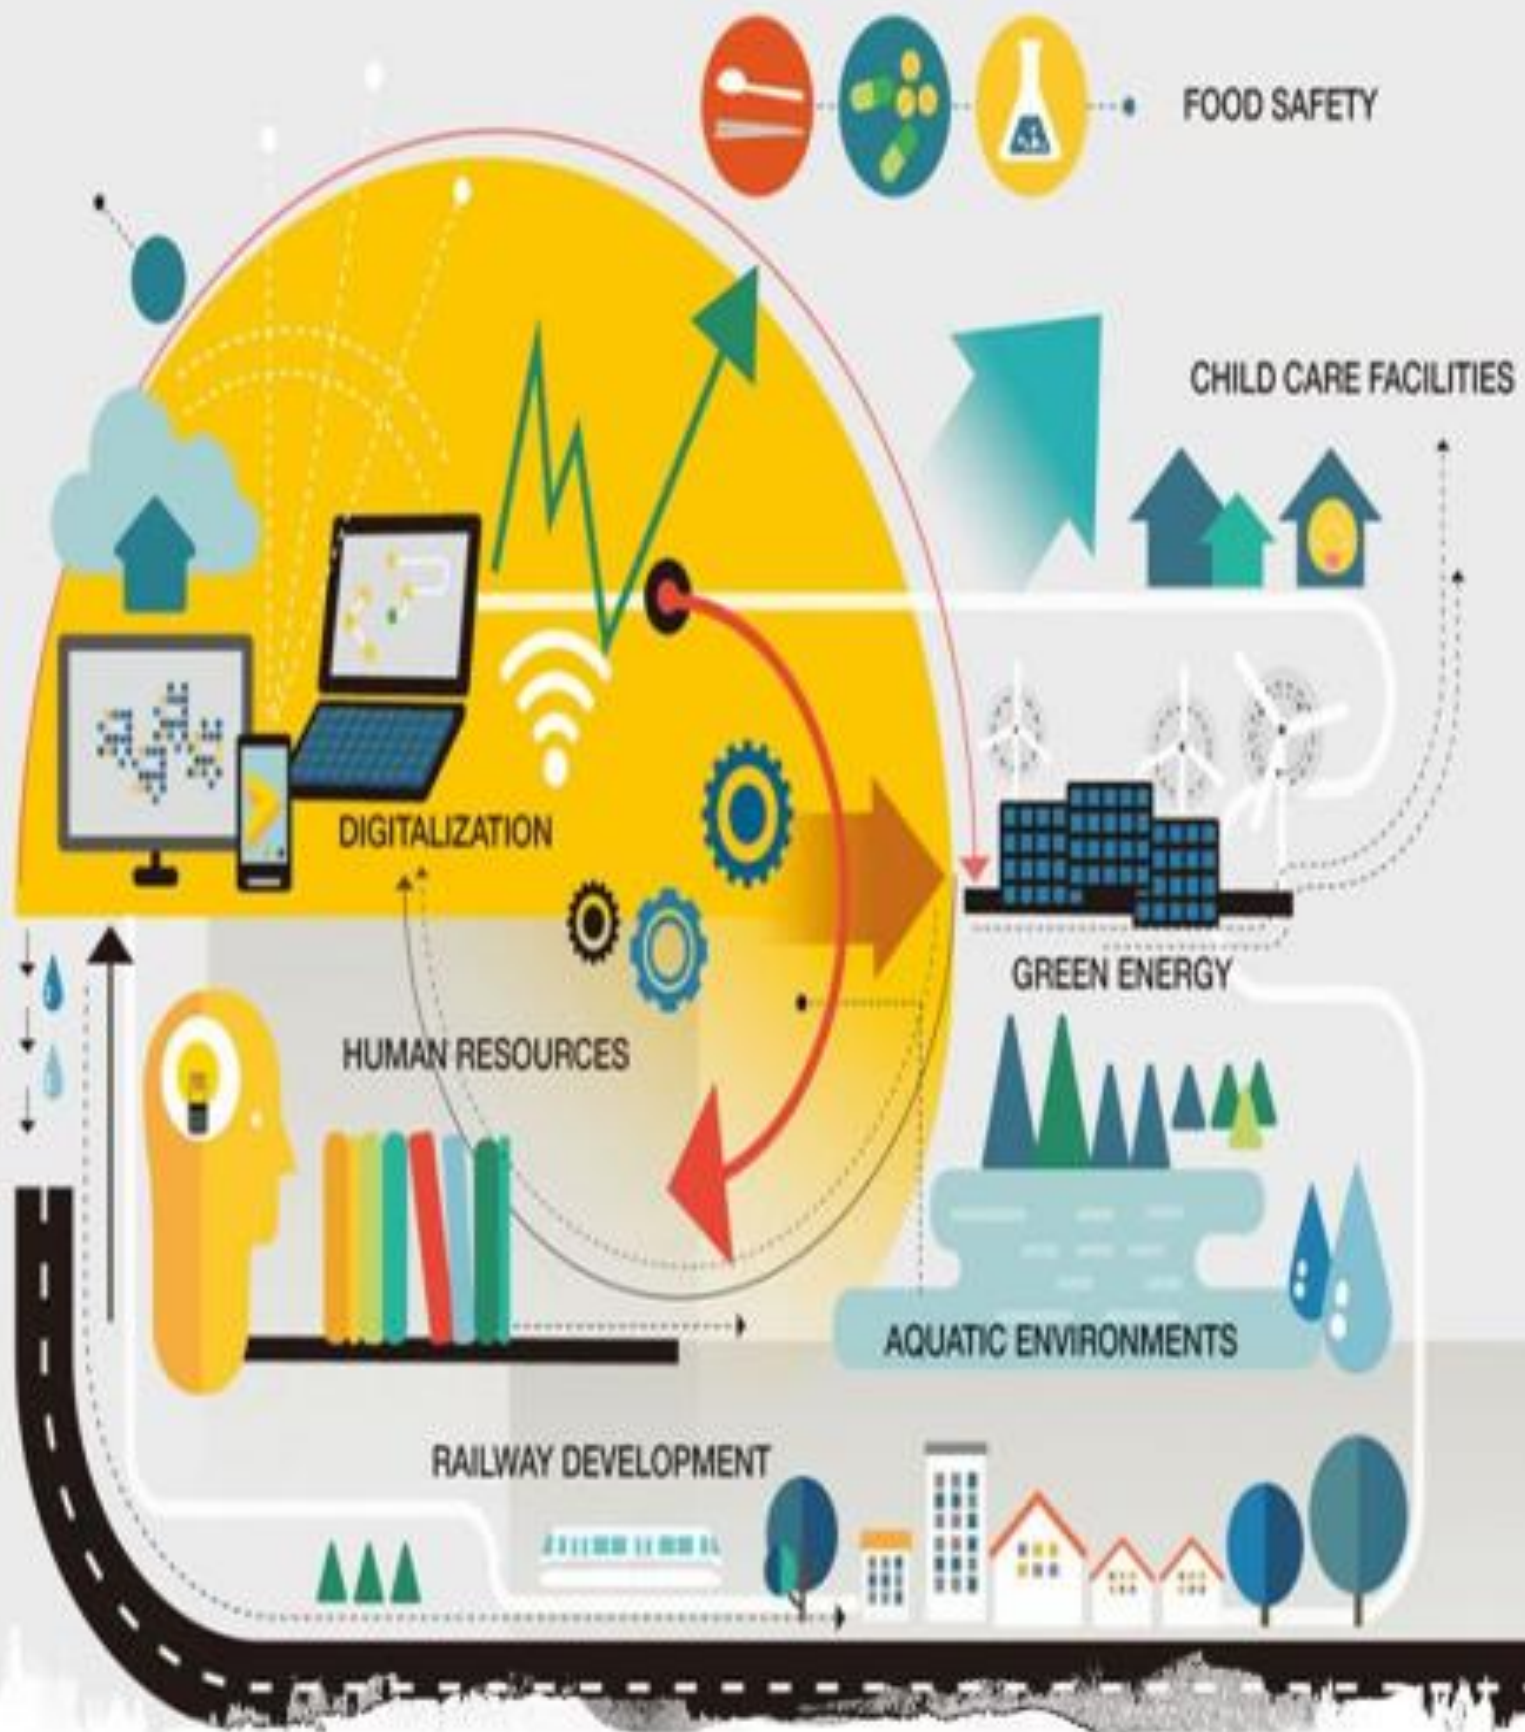 FOOD SAFETY
CHILD CARE FACILITIES
DIGITALIZATION
GREEN ENERGY
HUMAN RESOURCES
AQUATIC ENVIRONMENTS
RAILWAY DEVELOPMENT